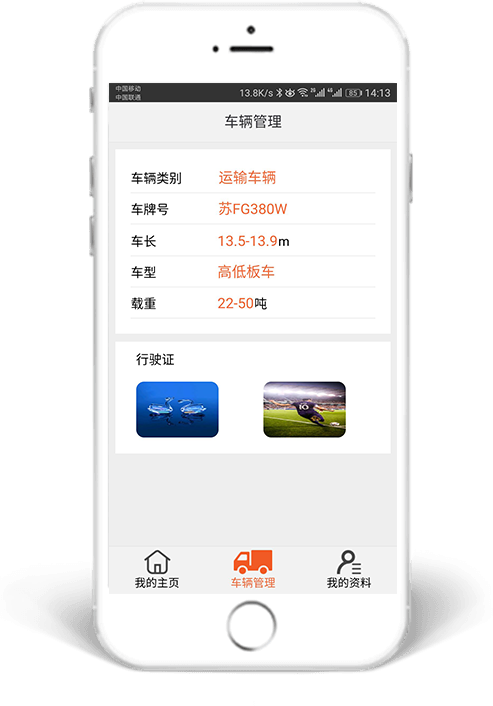 中国移动
中国联通
13.8K/s 2G 4G 85 14:13
车辆管理
车辆类别 运输车辆
车牌号 苏FG380W
车长 13.5-13.9m
车型 高低板车
载重 22-50吨
行驶证
10
我的主页 车辆管理 我的资料